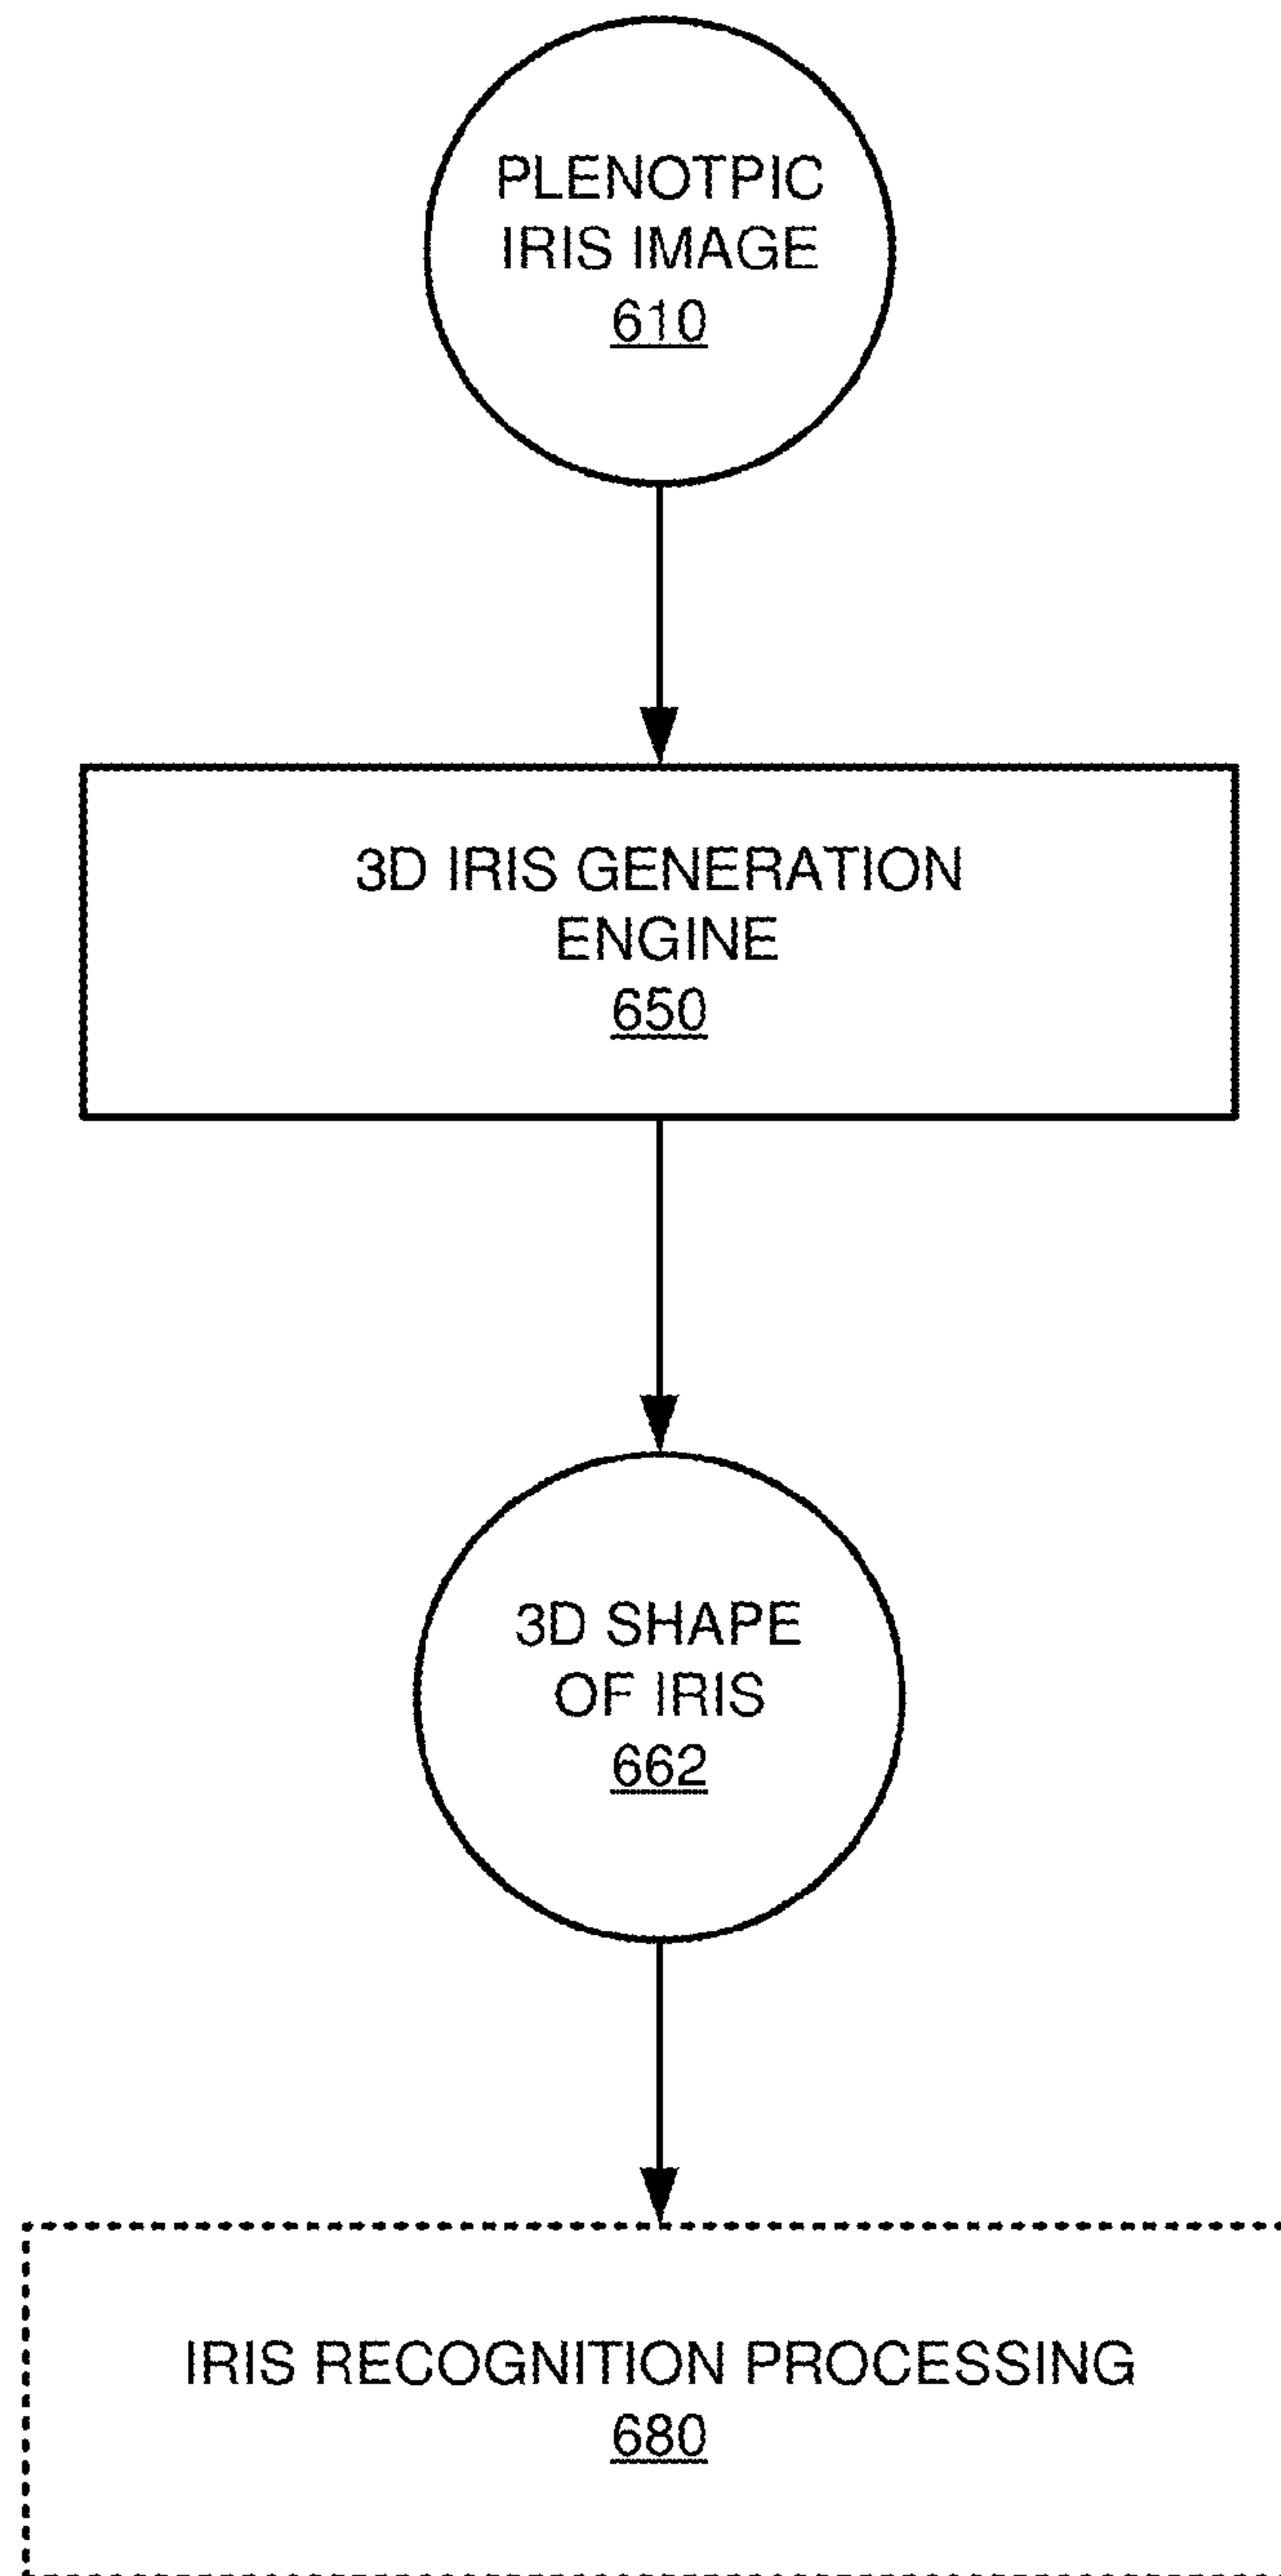 PLENOTPIC
IRIS IMAGE
610
3D IRIS GENERATION
ENGINE
650
3D SHAPE
OF IRIS
662
IRIS RECOGNITION PROCESSING
680